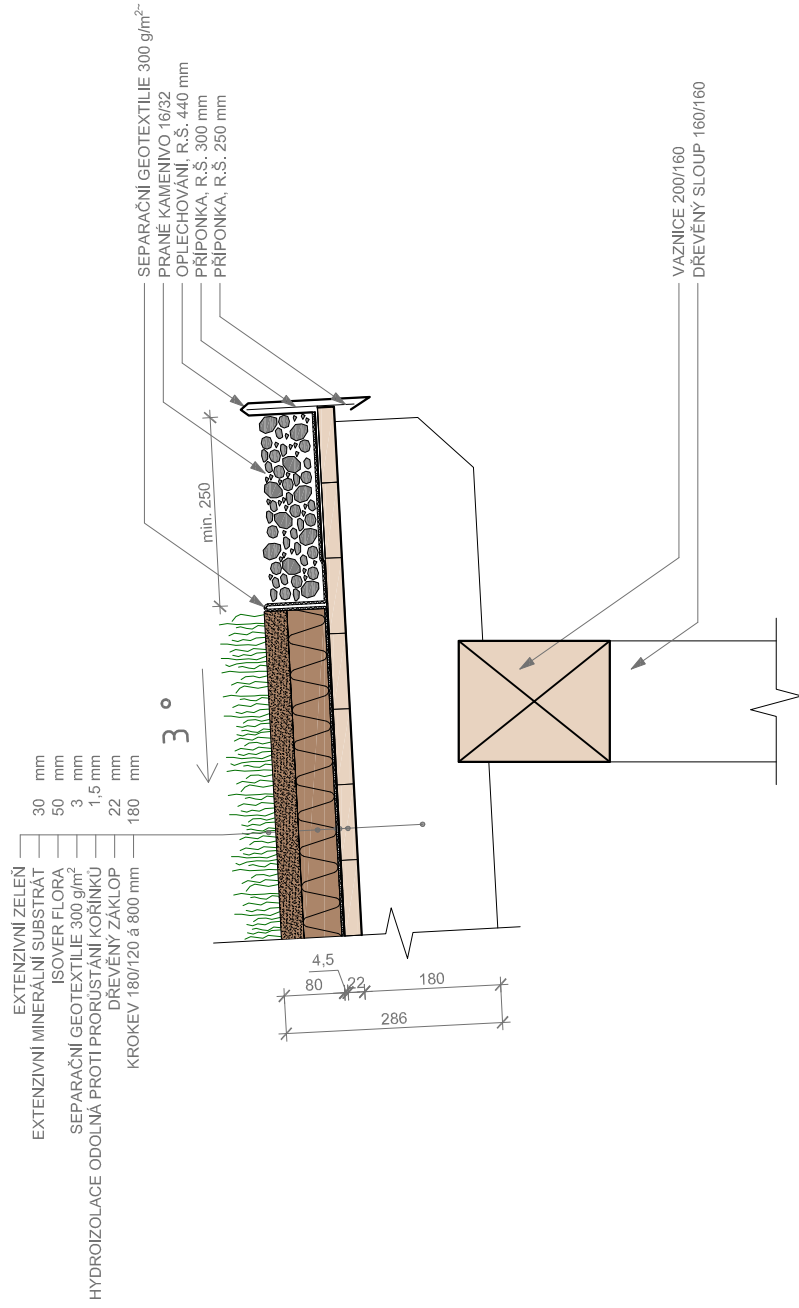 SEPARAČNÍ GEOTEXTILIE 300 g/m²
PRANÉ KAMENIVO 16/32
OPLECHOVÁNÍ, R.Š. 440 mm
PŘÍPONKA, R.Š. 300 mm
PŘÍPONKA, R.Š. 250 mm
VAZNICE 200/160
DŘEVĚNÝ SLOUP 160/160
min. 250
3 °
EXTENZIVNÍ ZELEŇ
EXTENZIVNÍ MINERÁLNÍ SUBSTRÁT 30 mm
ISOVER FLORA 50 mm
SEPARAČNÍ GEOTEXTILIE 300 g/m² 3 mm
HYDROIZOLACE ODOLNÁ PROTI PRORŮSTÁNÍ KOŘÍNKŮ 1,5 mm
DŘEVĚNÝ ZÁKLOP 22 mm
KROKEV 180/120 á 800 mm 180 mm
4,5
80 22 180
286